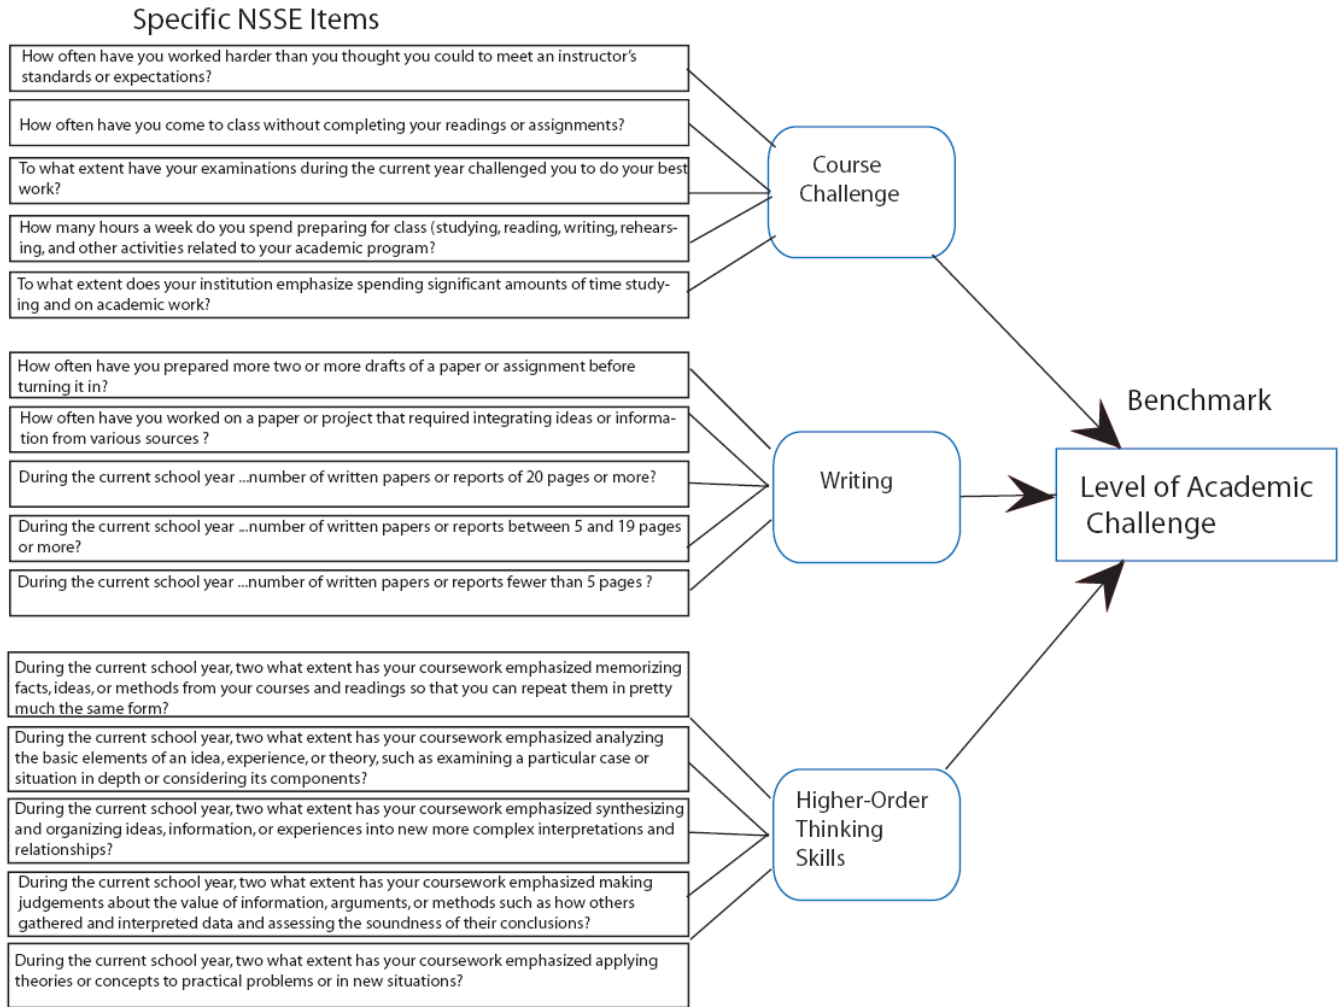 Specific NSSE Items
How often have you worked harder than you thought you could to meet an instructor's
standards or expectations?
How often have you come to class without completing your readings or assignments?
To what extent have your examinations during the current year challenged you to do your best
work?
How many hours a week do you spend preparing for class (studying, reading, writing, rehears-
ing, and other activities related to your academic program?
To what extent does your institution emphasize spending significant amounts of time study-
ing and on academic work?
Course
Challenge
How often have you prepared more two or more drafts of a paper or assignment before
turning it in?
How often have you worked on a paper or project that required integrating ideas or informa-
tion from various sources ?
During the current school year ...number of written papers or reports of 20 pages or more?
During the current school year ...number of written papers or reports between 5 and 19 pages
or more?
During the current school year ...number of written papers or reports fewer than 5 pages ?
Writing
Benchmark
Level of Academic
Challenge
During the current school year, two what extent has your coursework emphasized memorizing
facts, ideas, or methods from your courses and readings so that you can repeat them in pretty
much the same form?
During the current school year, two what extent has your coursework emphasized analyzing
the basic elements of an idea, experience, or theory, such as examining a particular case or
situation in depth or considering its components?
During the current school year, two what extent has your coursework emphasized synthesizing
and organizing ideas, information, or experiences into new more complex interpretations and
relationships?
During the current school year, two what extent has your coursework emphasized making
judgements about the value of information, arguments, or methods such as how others
gathered and interpreted data and assessing the soundness of their conclusions?
During the current school year, two what extent has your coursework emphasized applying
theories or concepts to practical problems or in new situations?
Higher-Order
Thinking
Skills